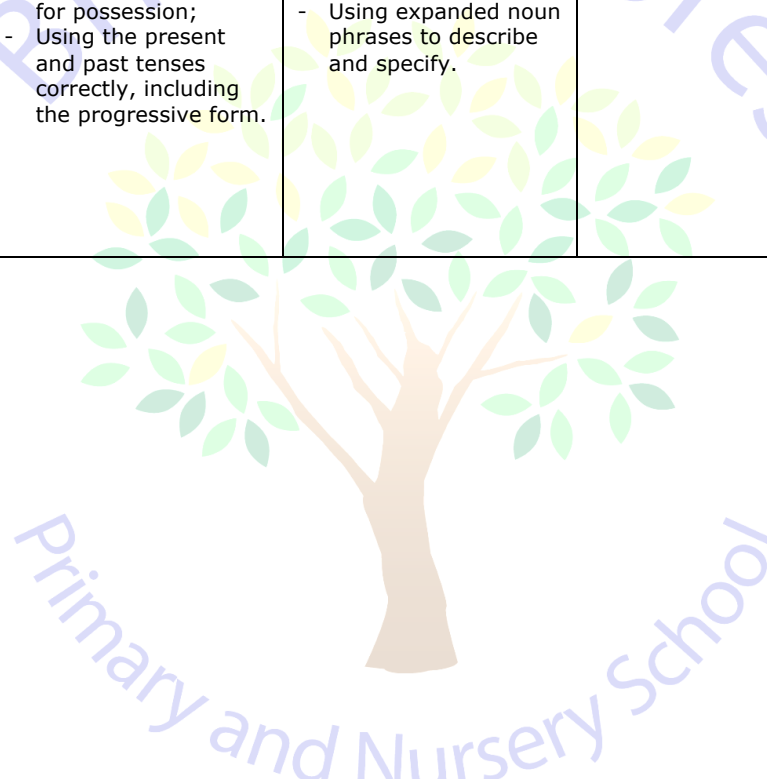 for possession;
- Using the present
and past tenses
correctly, including
the progressive form.
- Using expanded noun
phrases to describe
and specify.
Primary and Nursery School